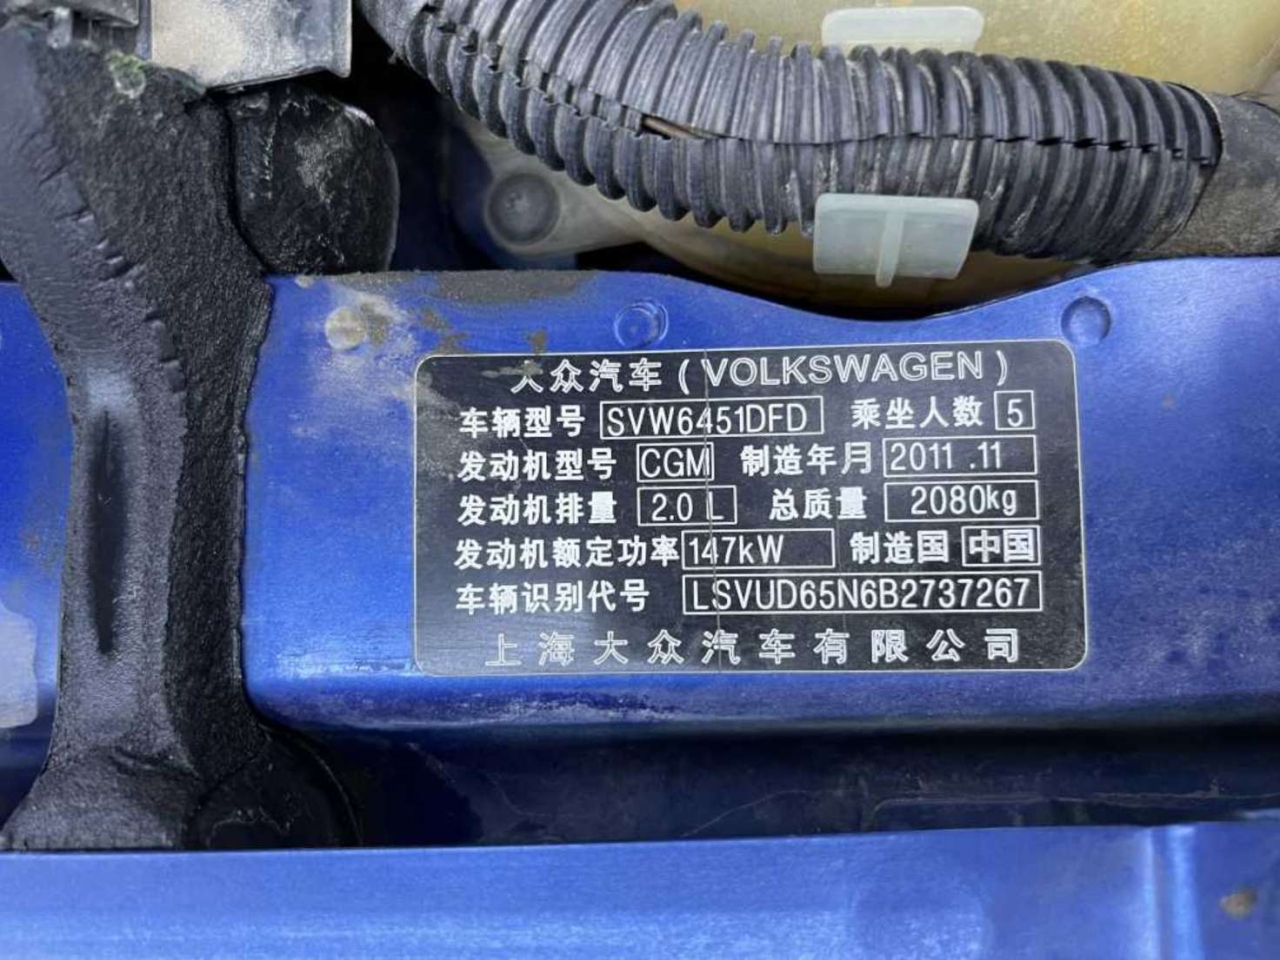 大众汽车(VOLKSWAGEN)
车辆型号 SVW6451DFD 乘坐人数 5
发动机型号 CGM 制造年月 2011.11
发动机排量 2.0 L 总质量 2080kg
发动机额定功率 147kW 制造国 中国
车辆识别代号 LSVUD65N6B2737267
上海大众汽车有限公司